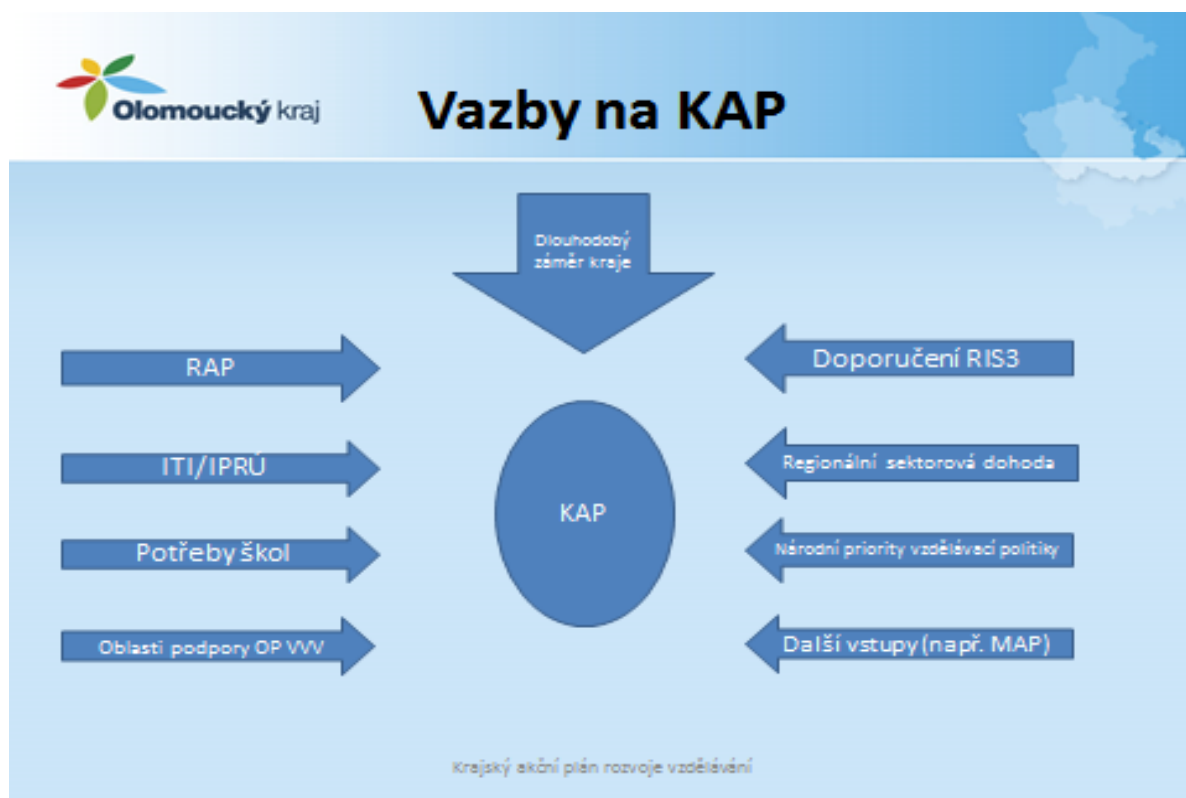 Olomoucký kraj
Vazby na KAP
Dlouhodobý
záměr kraje
RAP
Doporučení RIS3
ITI/IPRÚ
Regionální sektorová dohoda
KAP
Potřeby škol
Národní priority vzdělávací politiky
Oblasti podpory OP VVV
Další vstupy (např. MAP)
Krajský akční plán rozvoje vzdělávání